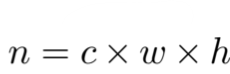 n = c × w × h